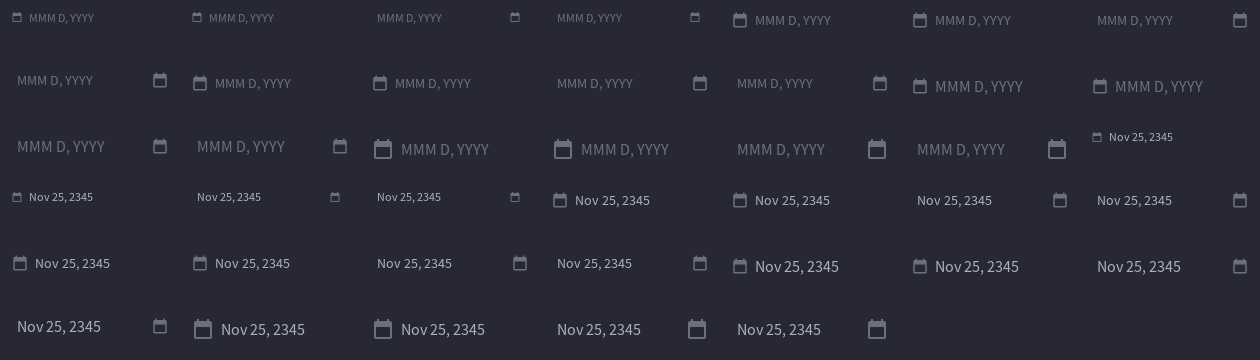 MMM D, YYYY MMM D, YYYY MMM D, YYYY MMM D, YYYY MMM D, YYYY MMM D, YYYY MMM D, YYYY
MMM D, YYYY MMM D, YYYY MMM D, YYYY MMM D, YYYY MMM D, YYYY MMM D, YYYY MMM D, YYYY
MMM D, YYYY MMM D, YYYY MMM D, YYYY MMM D, YYYY MMM D, YYYY MMM D, YYYY Nov 25, 2345
Nov 25, 2345 Nov 25, 2345 Nov 25, 2345 Nov 25, 2345 Nov 25, 2345 Nov 25, 2345 Nov 25, 2345
Nov 25, 2345 Nov 25, 2345 Nov 25, 2345 Nov 25, 2345 Nov 25, 2345 Nov 25, 2345 Nov 25, 2345
Nov 25, 2345 Nov 25, 2345 Nov 25, 2345 Nov 25, 2345 Nov 25, 2345